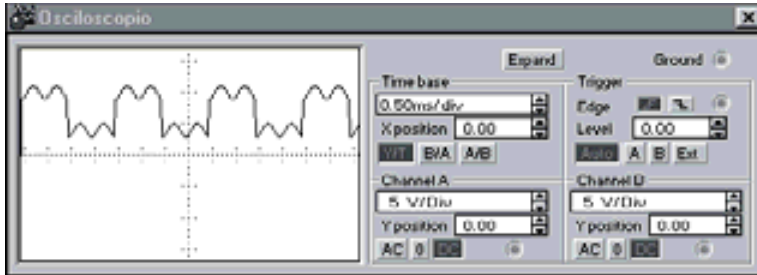 Osciloscopio
Expand
Ground
Time base
0.50ms/div
X position 0.00
Y/T B/A A/B
Trigger
Edge
Level 0.00
Auto A B Ext
Channel A
5 V/Div
Y position 0.00
AC 0 DC
Channel B
5 V/Div
Y position 0.00
AC 0 DC